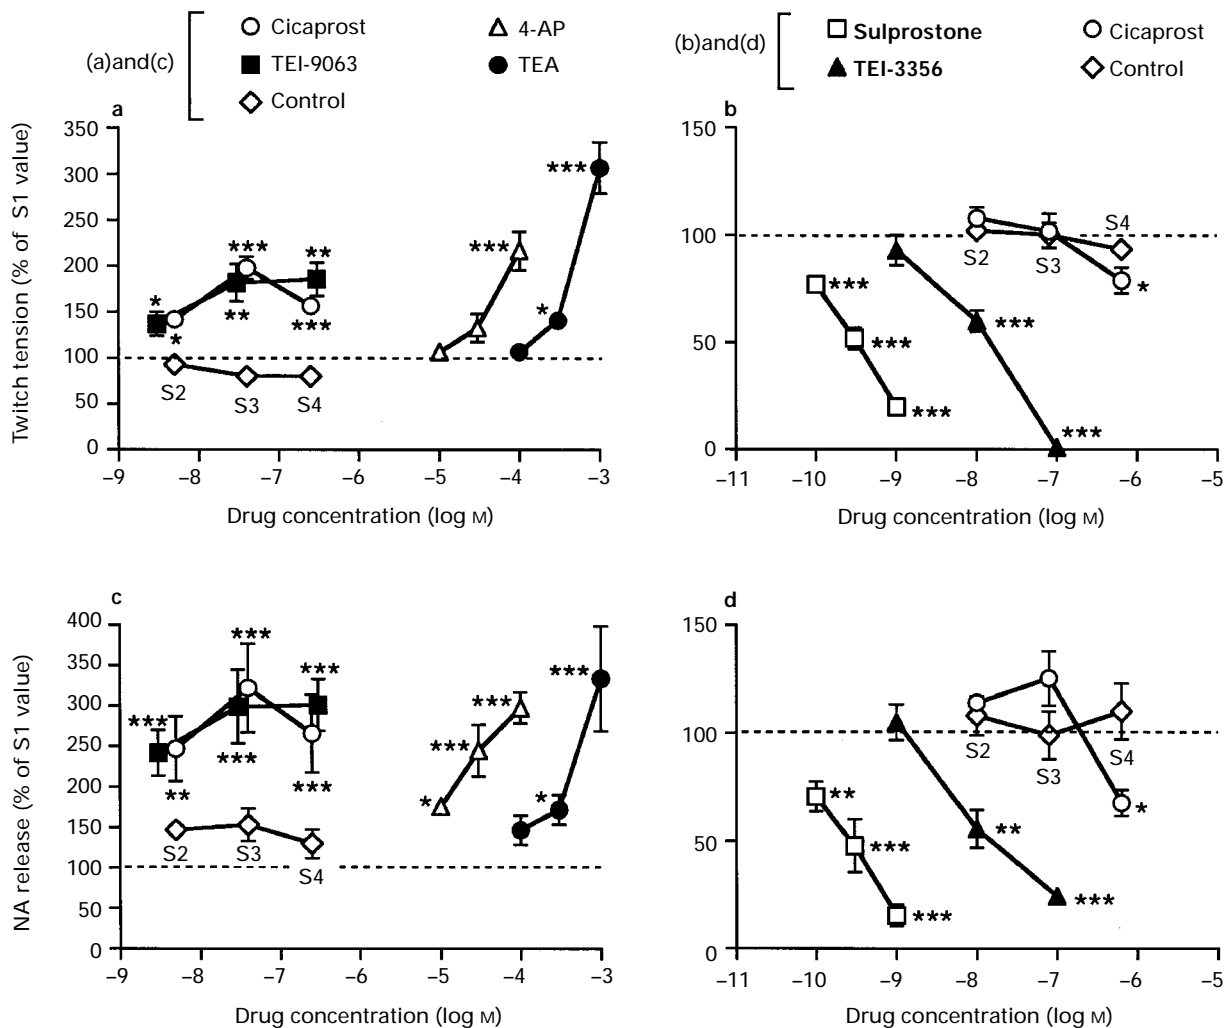 (a)and(c)
Cicaprost
4-AP
TEI-9063
TEA
Control
(b)and(d)
Sulprostone
Cicaprost
TEI-3356
Control
a
Twitch tension (% of S1 value)
350
300
250
200
150
100
50
0
*
***
**
*
**
***
S2
S3
S4
***
*
***
−9
−8
−7
−6
−5
−4
−3
Drug concentration (log M)
b
150
100
50
0
***
***
***
***
***
S2
S3
S4
*
−11
−10
−9
−8
−7
−6
−5
Drug concentration (log M)
c
NA release (% of S1 value)
400
350
300
250
200
150
100
50
0
***
***
***
**
***
***
S2
S3
S4
*
***
***
*
***
−9
−8
−7
−6
−5
−4
−3
Drug concentration (log M)
d
150
100
50
0
**
***
***
**
***
S2
S3
S4
*
−11
−10
−9
−8
−7
−6
−5
Drug concentration (log M)